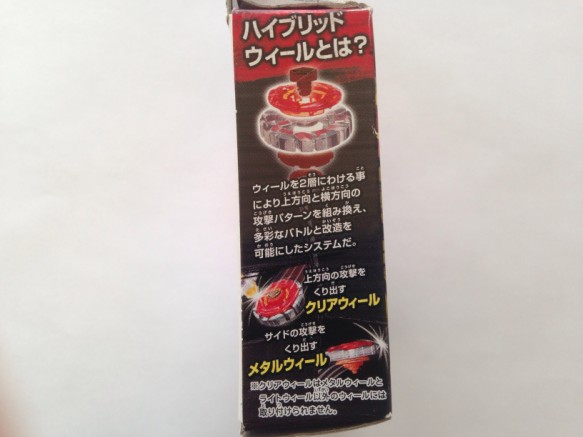 ハイブリッド
ウィールとは?
ウィールを2層にわける事
により上方向と横方向の
攻撃パターンを組み換え、
多彩なバトルと改造を
可能にしたシステムだ。
上方向の攻撃を
くり出す
クリアウィール
サイドの攻撃を
くり出す
メタルウィール
※クリアウィールはメタルウィールと
ライトウィール以外のウィールには
取り付けられません。